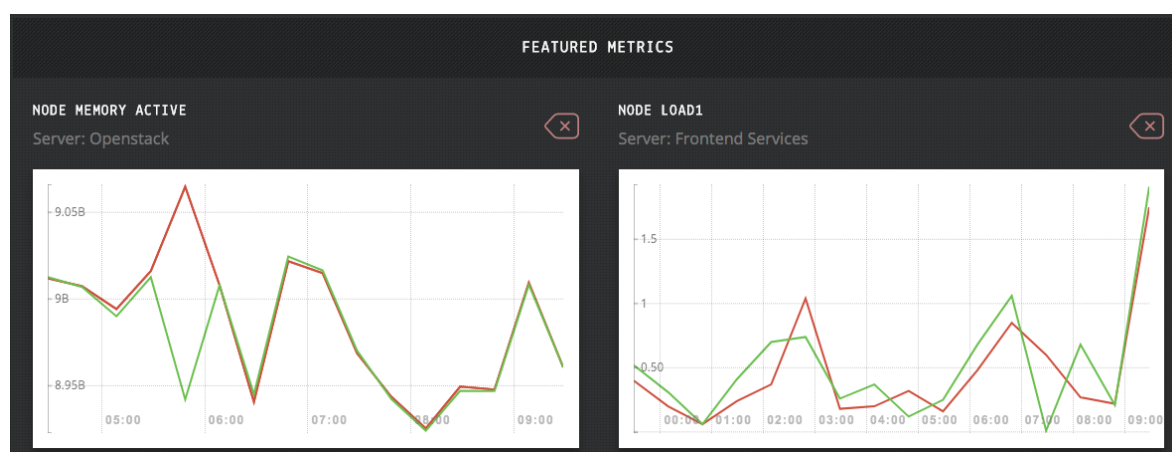 FEATURED METRICS
NODE MEMORY ACTIVE
Server: Openstack
9.05B
9B
8.95B
05:00 06:00 07:00 08:00 09:00
NODE LOAD1
Server: Frontend Services
1.5
1
0.50
00:00 01:00 02:00 03:00 04:00 05:00 06:00 07:00 08:00 09:00